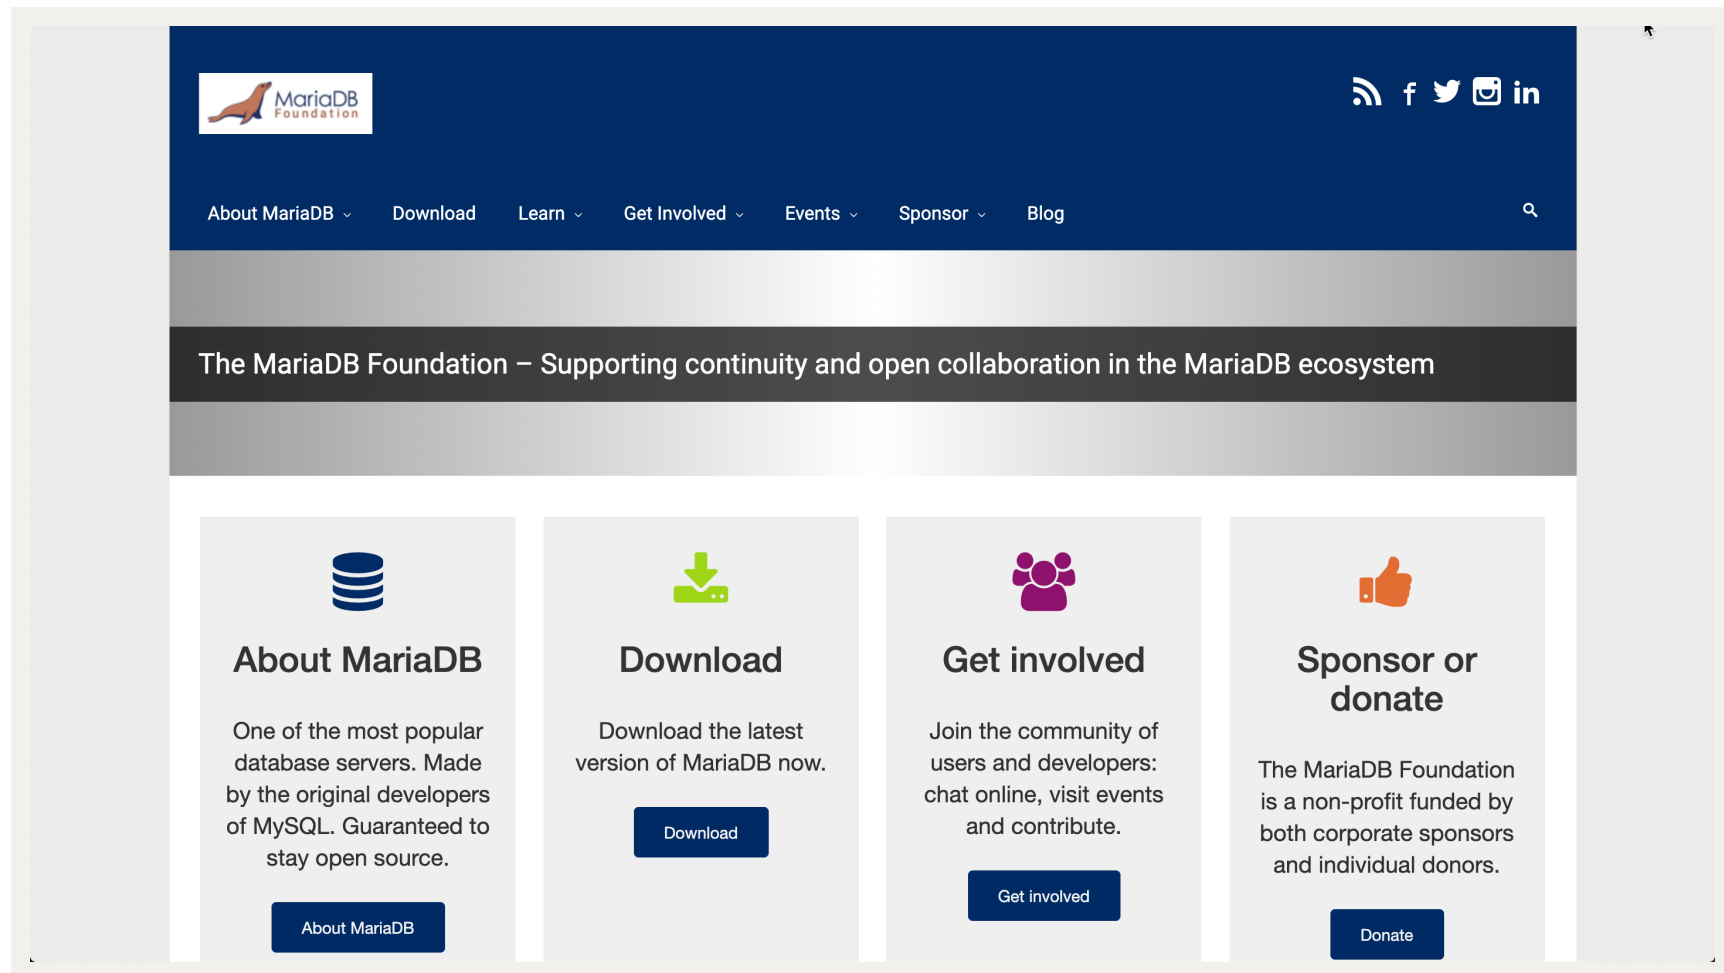 MariaDB
Foundation
About MariaDB
Download
Learn
Get Involved
Events
Sponsor
Blog
The MariaDB Foundation – Supporting continuity and open collaboration in the MariaDB ecosystem
About MariaDB
One of the most popular
database servers. Made
by the original developers
of MySQL. Guaranteed to
stay open source.
About MariaDB
Download
Download the latest
version of MariaDB now.
Download
Get involved
Join the community of
users and developers:
chat online, visit events
and contribute.
Get involved
Sponsor or
donate
The MariaDB Foundation
is a non-profit funded by
both corporate sponsors
and individual donors.
Donate